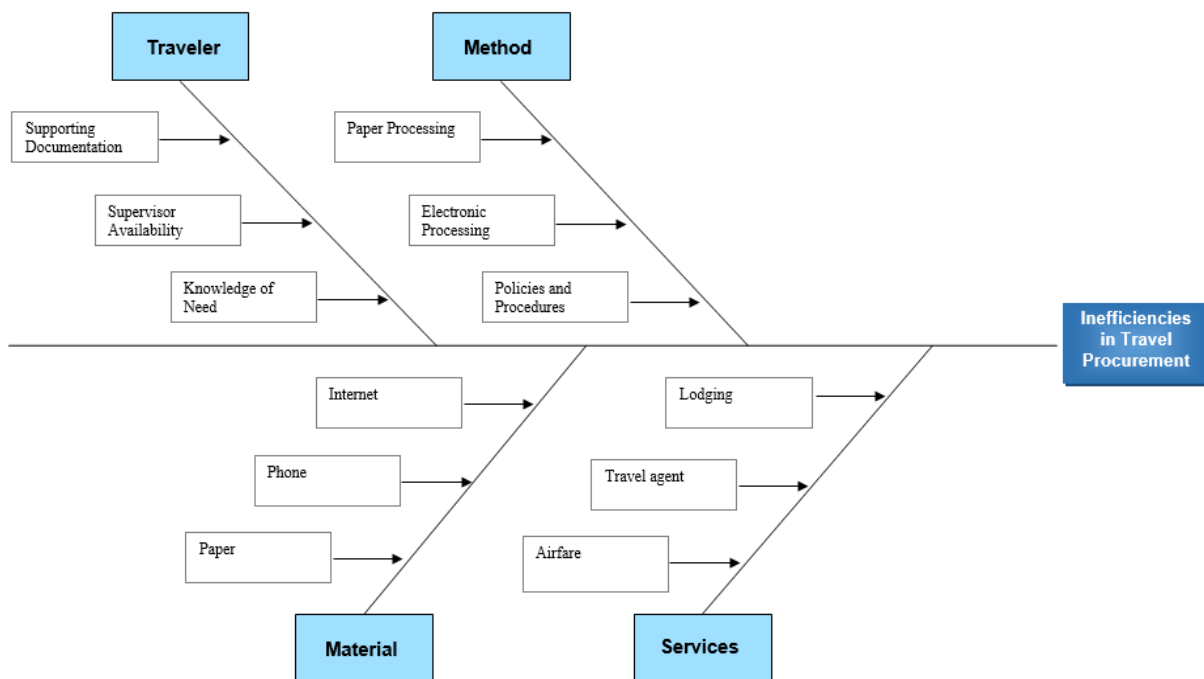 Traveler
Method
Supporting
Documentation
Paper Processing
Supervisor
Availability
Electronic
Processing
Knowledge of
Need
Policies and
Procedures
Inefficiencies
in Travel
Procurement
Internet
Lodging
Phone
Travel agent
Paper
Airfare
Material
Services